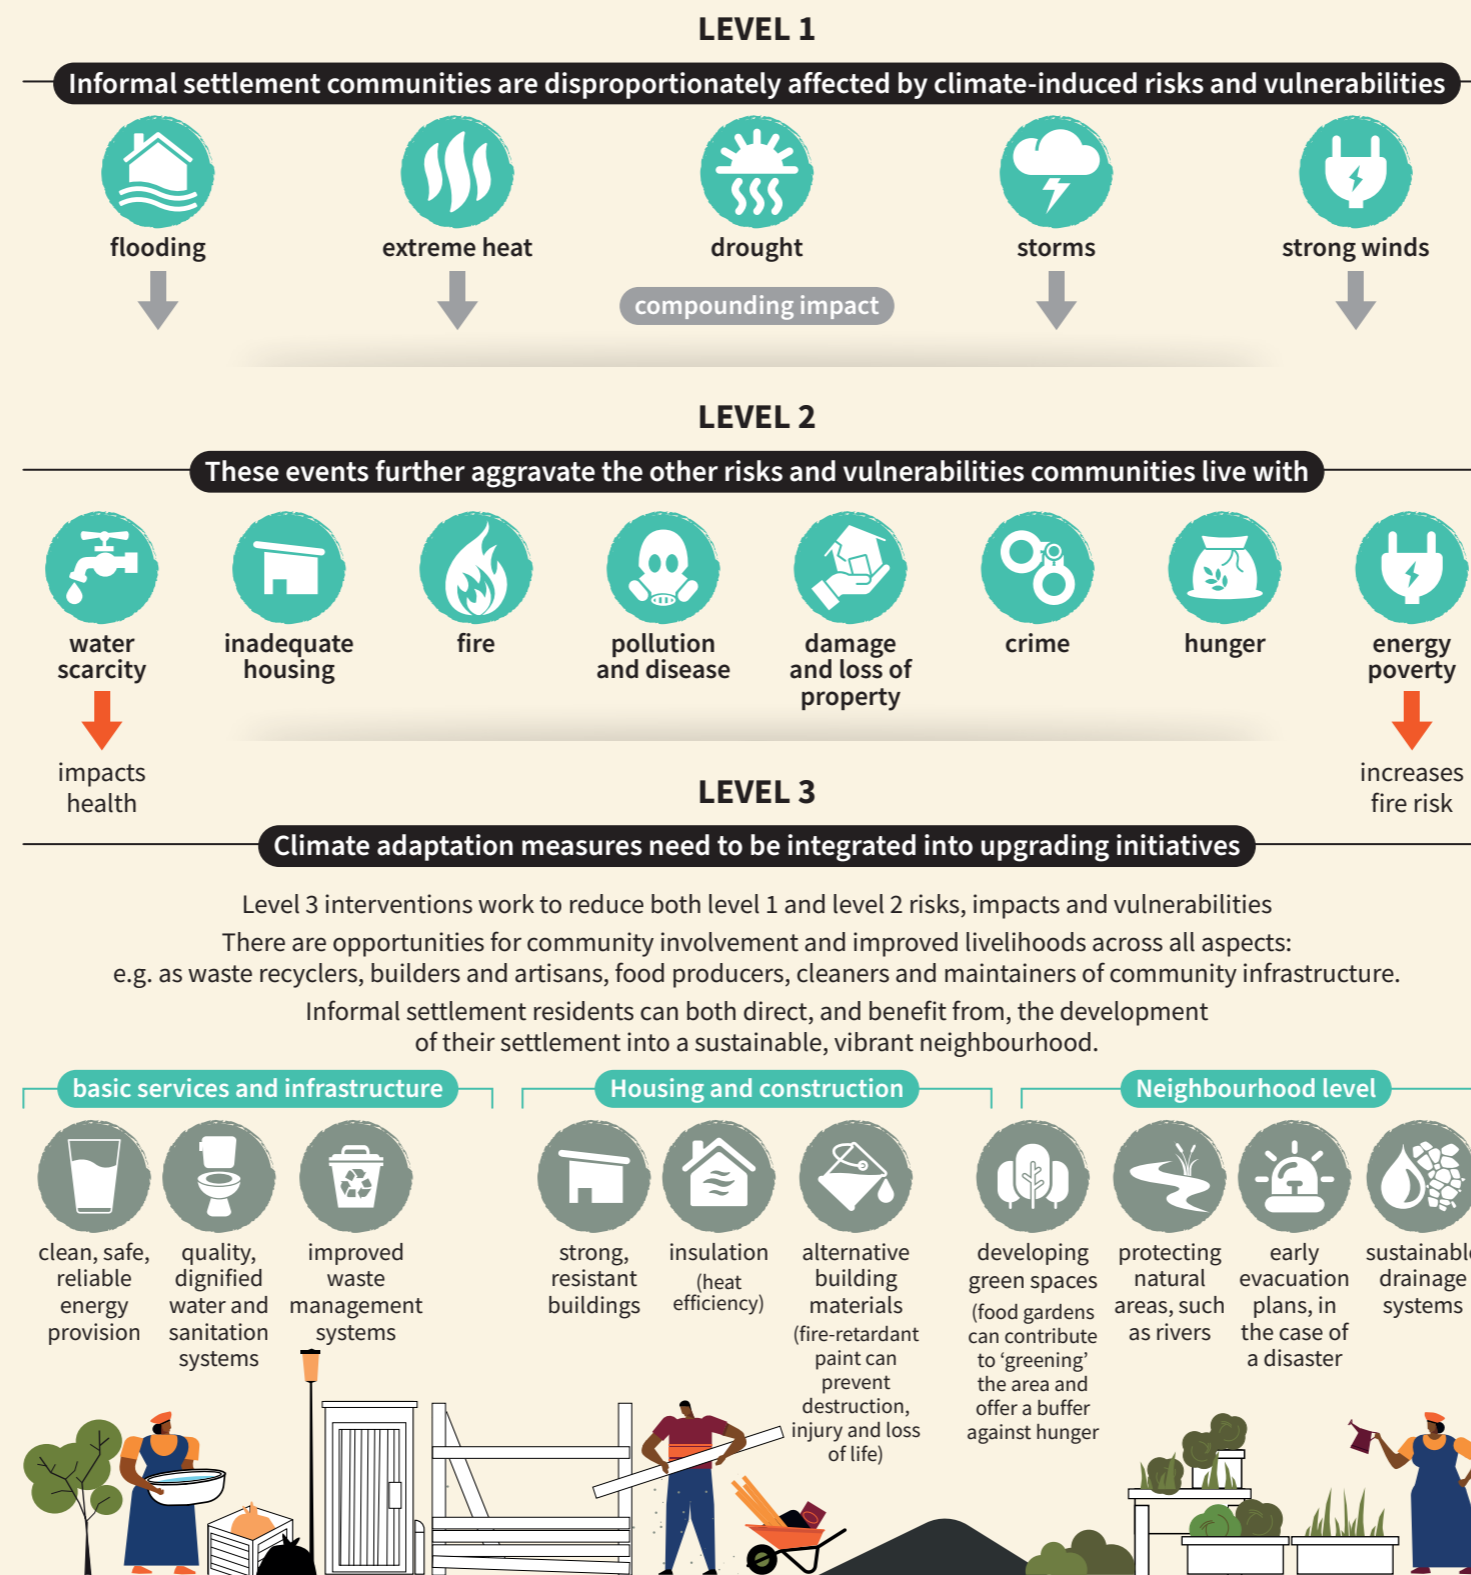 LEVEL 1
Informal settlement communities are disproportionately affected by climate-induced risks and vulnerabilities
flooding
extreme heat
drought
storms
strong winds
compounding impact
LEVEL 2
These events further aggravate the other risks and vulnerabilities communities live with
water
scarcity
inadequate
housing
fire
pollution
and disease
damage
and loss of
property
crime
hunger
energy
poverty
impacts
health
increases
fire risk
LEVEL 3
Climate adaptation measures need to be integrated into upgrading initiatives
Level 3 interventions work to reduce both level 1 and level 2 risks, impacts and vulnerabilities
There are opportunities for community involvement and improved livelihoods across all aspects:
e.g. as waste recyclers, builders and artisans, food producers, cleaners and maintainers of community infrastructure.
Informal settlement residents can both direct, and benefit from, the development
of their settlement into a sustainable, vibrant neighbourhood.
basic services and infrastructure
clean, safe,
reliable
energy
provision
quality,
dignified
water and
sanitation
systems
improved
waste
management
systems
Housing and construction
strong,
resistant
buildings
insulation
(heat
efficiency)
alternative
building
materials
(fire-retardant
paint can
prevent
destruction,
injury and loss
of life)
Neighbourhood level
developing
green spaces
(food gardens
can contribute
to ‘greening’
the area and
offer a buffer
against hunger
protecting
natural
areas, such
as rivers
early
evacuation
plans, in
the case of
a disaster
sustainable
drainage
systems